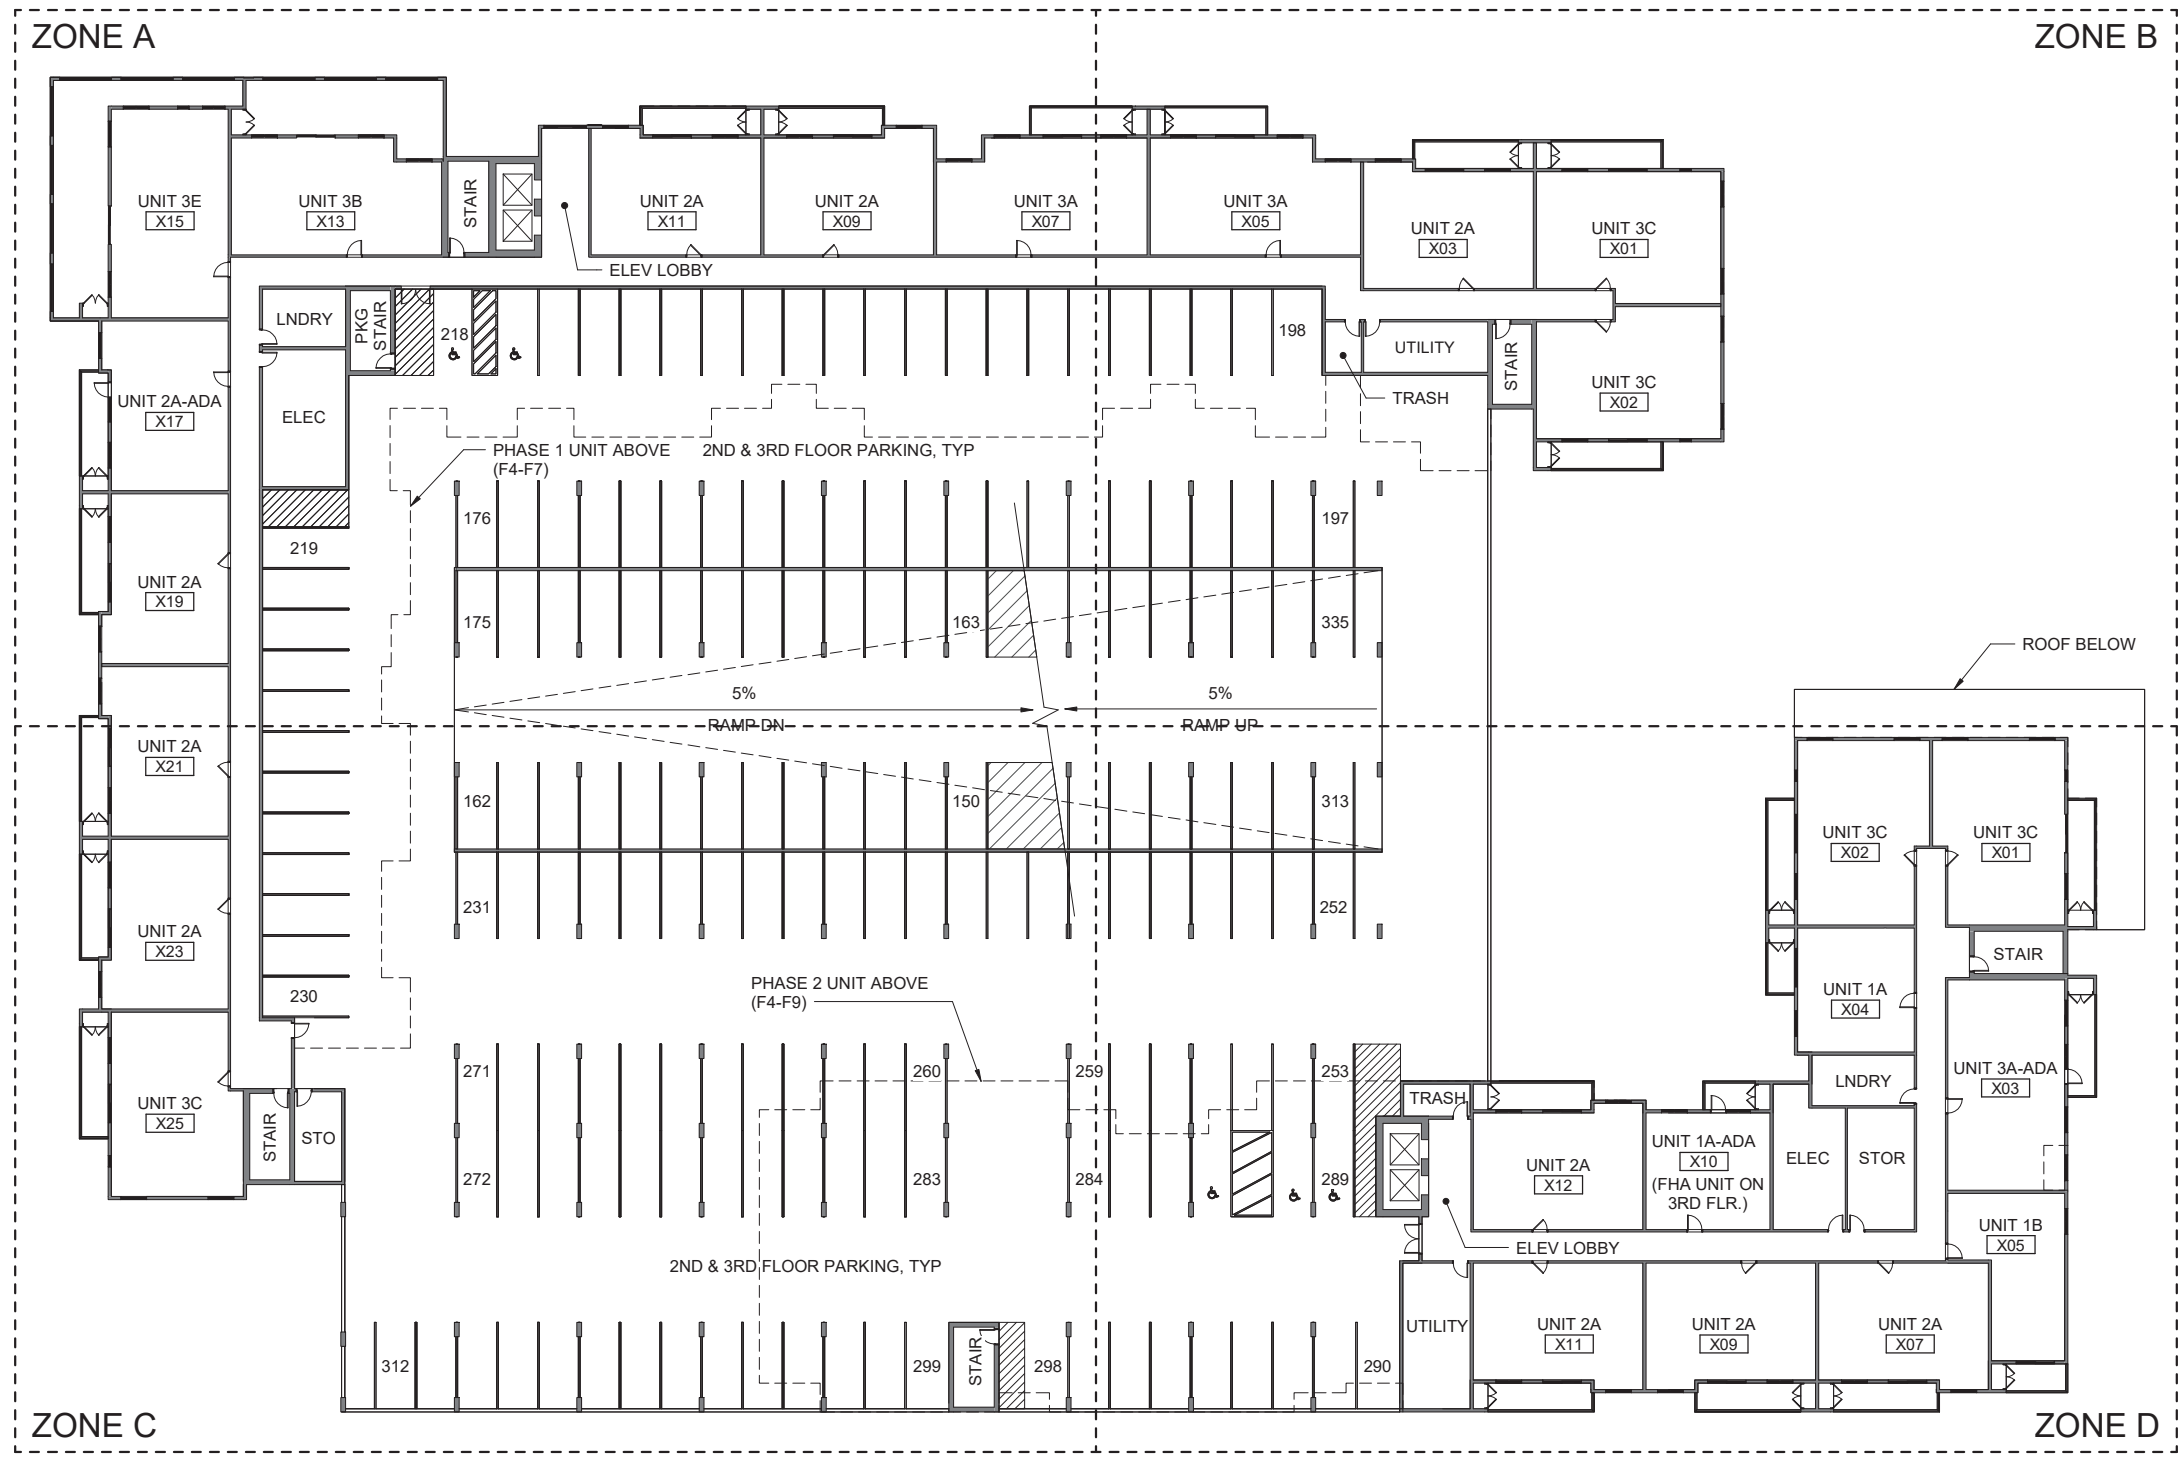 ZONE A
ZONE B
UNIT 3E
X15
UNIT 3B
X13
STAIR
UNIT 2A
X11
UNIT 2A
X09
UNIT 3A
X07
UNIT 3A
X05
UNIT 2A
X03
UNIT 3C
X01
ELEV LOBBY
LNDRY
PKG
STAIR
218
198
UTILITY
STAIR
TRASH
UNIT 3C
X02
UNIT 2A-ADA
X17
ELEC
PHASE 1 UNIT ABOVE
(F4-F7)
2ND & 3RD FLOOR PARKING, TYP
176
197
219
UNIT 2A
X19
175
163
335
ROOF BELOW
5%
RAMP DN
5%
RAMP UP
UNIT 2A
X21
162
150
313
UNIT 3C
X02
UNIT 3C
X01
231
252
UNIT 2A
X23
STAIR
230
PHASE 2 UNIT ABOVE
(F4-F9)
UNIT 1A
X04
271
260
259
253
TRASH
LNDRY
UNIT 3A-ADA
X03
UNIT 3C
X25
STAIR
STO
272
283
284
289
UNIT 2A
X12
UNIT 1A-ADA
X10
(FHA UNIT ON
3RD FLR.)
ELEC
STOR
UNIT 1B
X05
ELEV LOBBY
2ND & 3RD FLOOR PARKING, TYP
312
299
STAIR
298
290
UTILITY
UNIT 2A
X11
UNIT 2A
X09
UNIT 2A
X07
ZONE C
ZONE D